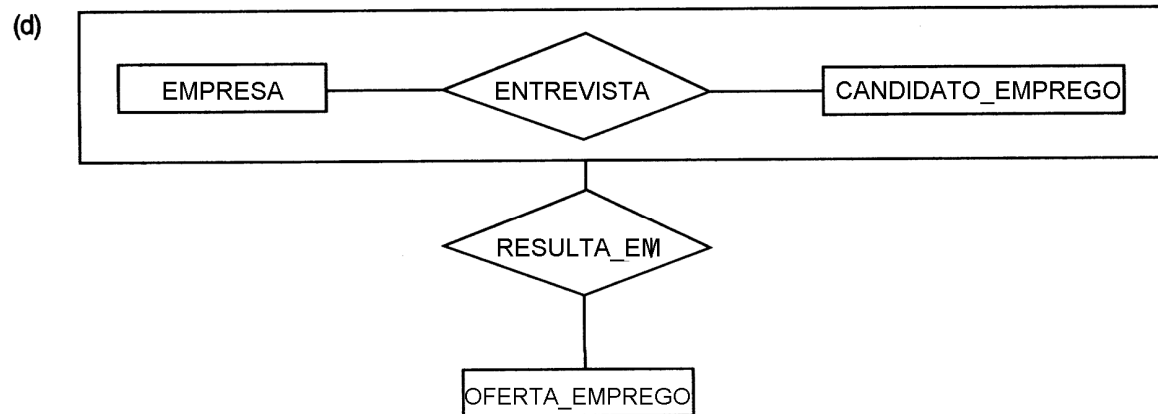 (d)
EMPRESA ENTREVISTA CANDIDATO_EMPREGO
RESULTA_EM
OFERTA_EMPREGO